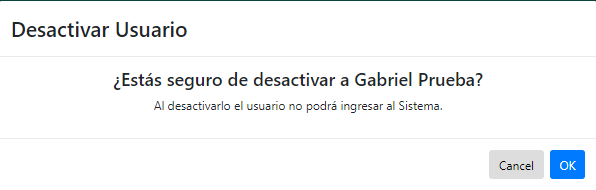 Desactivar Usuario
¿Estás seguro de desactivar a Gabriel Prueba?
Al desactivarlo el usuario no podrá ingresar al Sistema.
Cancel OK